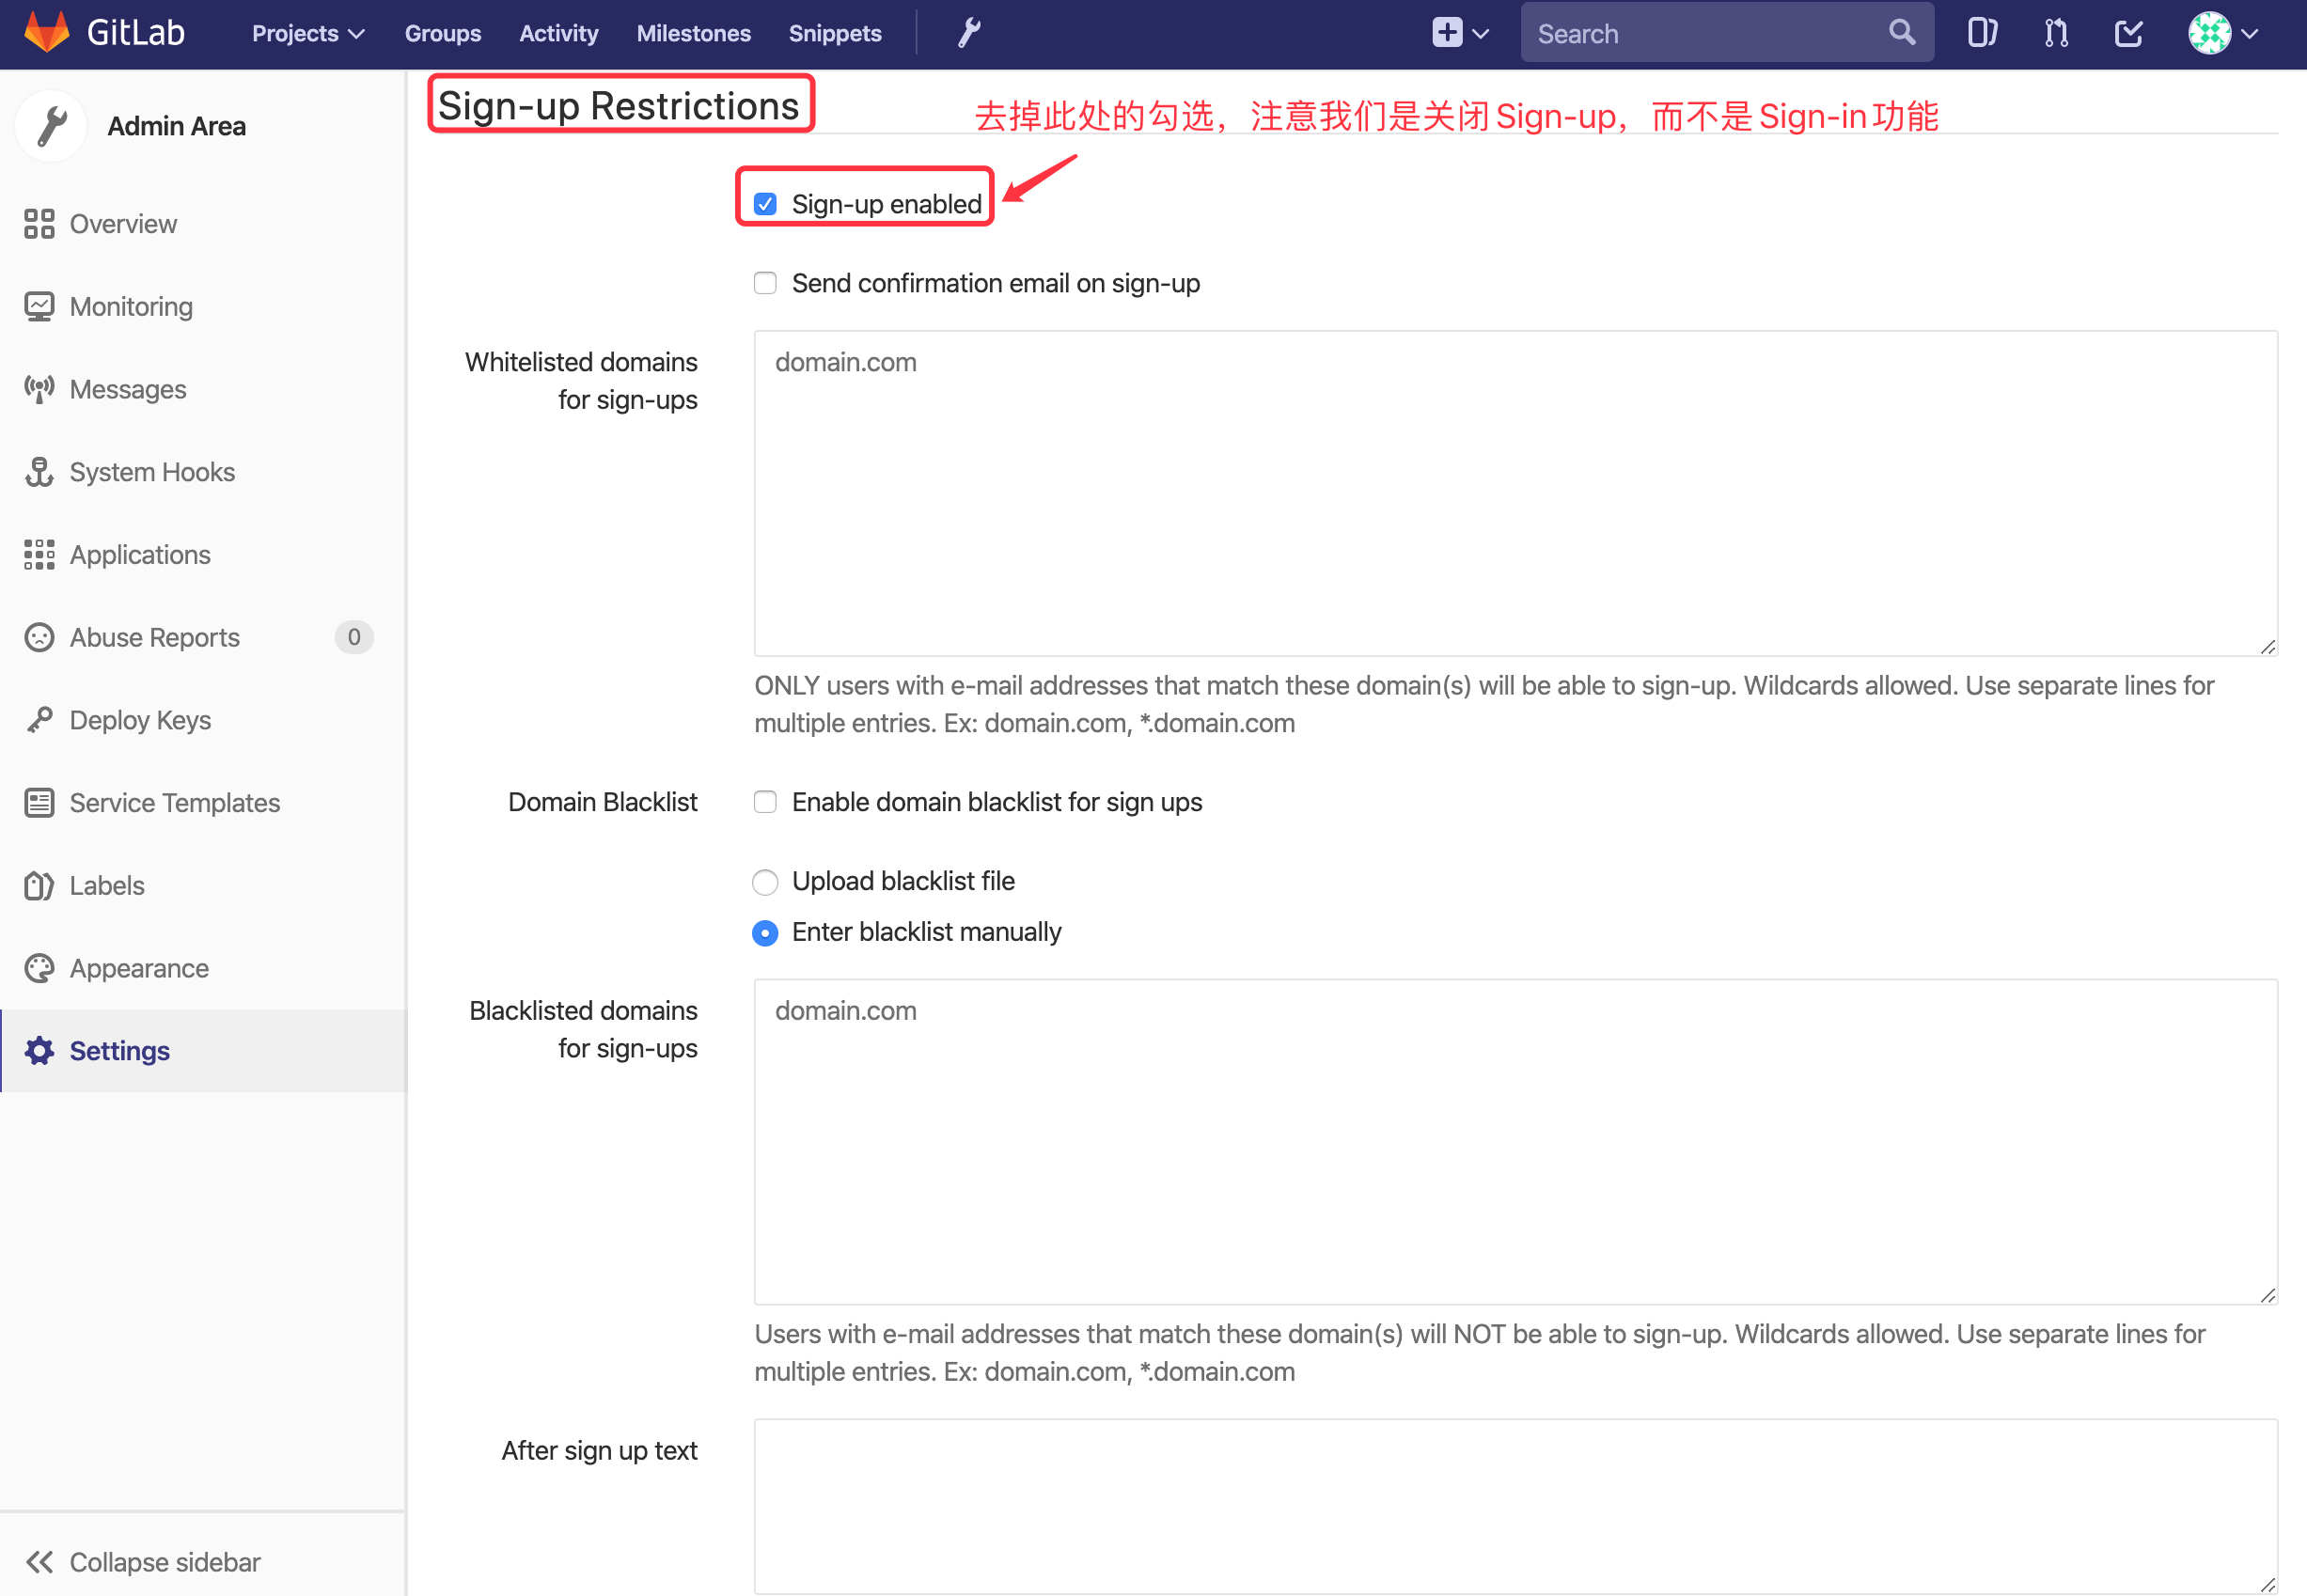 GitLab Projects Groups Activity Milestones Snippets Search
Admin Area
Overview
Monitoring
Messages
System Hooks
Applications
Abuse Reports 0
Deploy Keys
Service Templates
Labels
Appearance
Settings
Collapse sidebar
Sign-up Restrictions
去掉此处的勾选，注意我们是关闭Sign-up，而不是Sign-in功能
Sign-up enabled
Send confirmation email on sign-up
Whitelisted domains
for sign-ups
domain.com
ONLY users with e-mail addresses that match these domain(s) will be able to sign-up. Wildcards allowed. Use separate lines for
multiple entries. Ex: domain.com, *.domain.com
Domain Blacklist
Enable domain blacklist for sign ups
Upload blacklist file
Enter blacklist manually
Blacklisted domains
for sign-ups
domain.com
Users with e-mail addresses that match these domain(s) will NOT be able to sign-up. Wildcards allowed. Use separate lines for
multiple entries. Ex: domain.com, *.domain.com
After sign up text